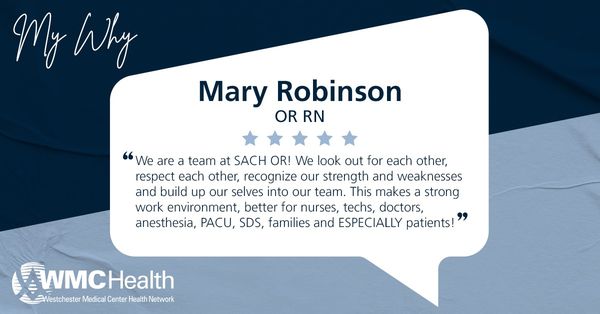 My Why
Mary Robinson
OR RN
“We are a team at SACH OR! We look out for each other,
respect each other, recognize our strength and weaknesses
and build up our selves into our team. This makes a strong
work environment, better for nurses, techs, doctors,
anesthesia, PACU, SDS, families and ESPECIALLY patients!”
WMCHealth
Westchester Medical Center Health Network